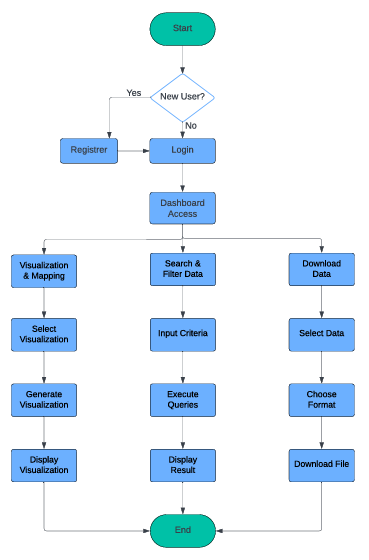 Start
New User?
Yes
No
Registrer
Login
Dashboard
Access
Visualization
& Mapping
Search &
Filter Data
Download
Data
Select
Visualization
Input Criteria
Select Data
Generate
Visualization
Execute
Queries
Choose
Format
Display
Visualization
Display
Result
Download File
End